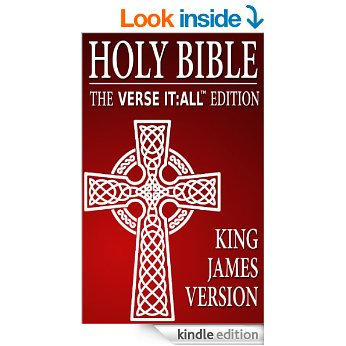 Look inside
HOLY BIBLE
THE VERSE IT:ALL™ EDITION
KING
JAMES
VERSION
kindle edition